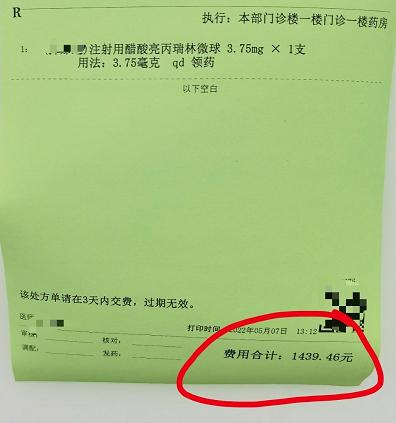 R
执行：本部门诊楼一楼门诊一楼药房
1: 注射用醋酸亮丙瑞林微球 3.75mg × 1支
用法：3.75毫克 qd 领药
以下空白
该处方单请在3天内交费，过期无效。
医师
打印时间：2022年05月07日 13:12
审核： 核对：
费用合计：1439.46元
调配： 发药：